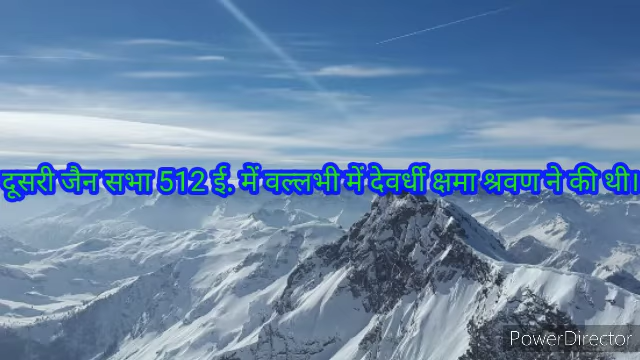 दूसरी जैन सभा 512 ई. में वल्लभी में देवर्धी क्षमा श्रवण ने की थी।
PowerDirector